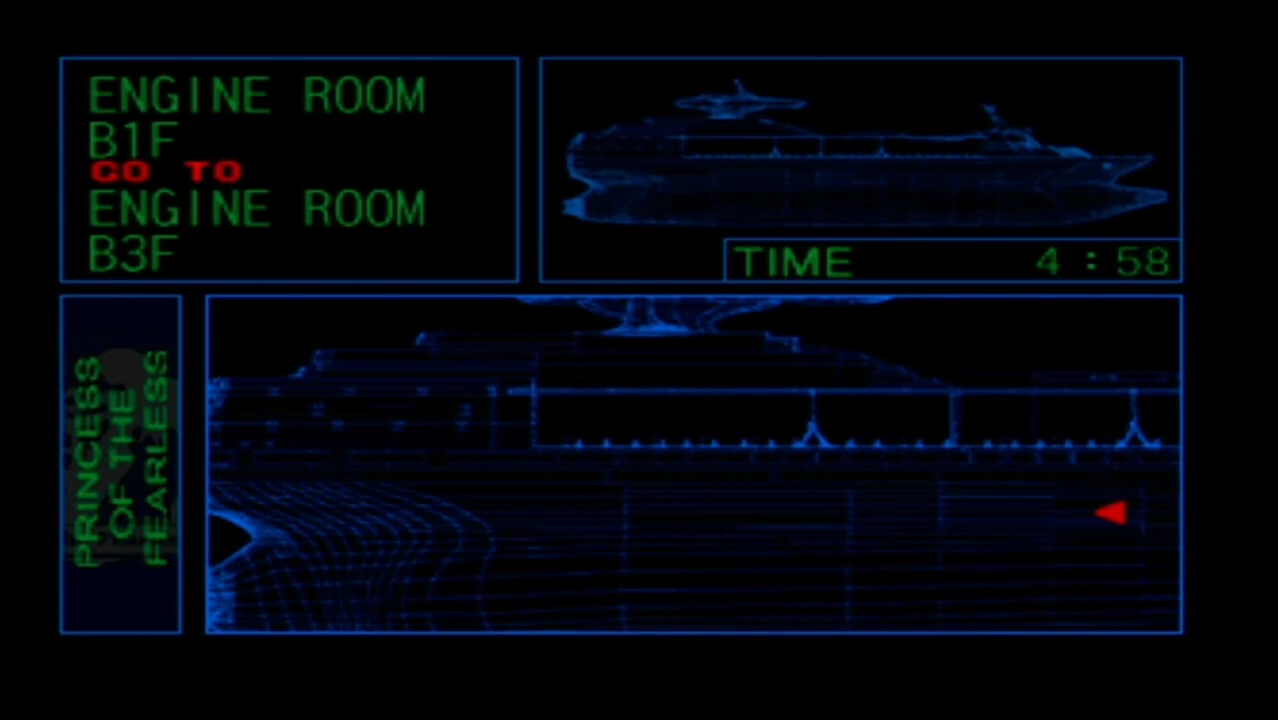 ENGINE ROOM
B1F
GO TO
ENGINE ROOM
B3F
TIME 4:58
PRINCESS
OF THE
FEARLESS